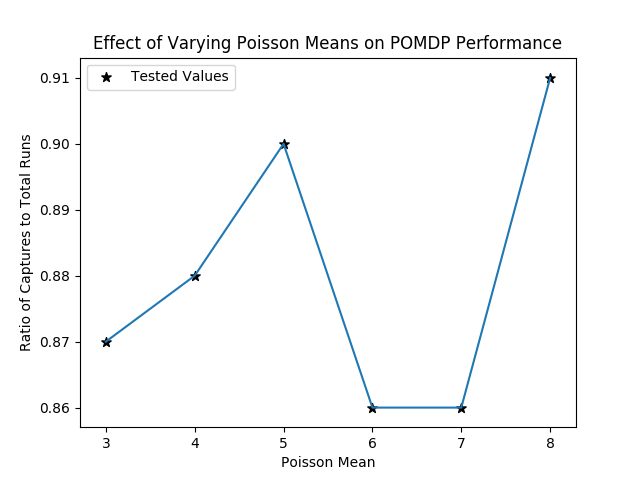 Effect of Varying Poisson Means on POMDP Performance
Tested Values
Ratio of Captures to Total Runs
0.91
0.90
0.89
0.88
0.87
0.86
3 4 5 6 7 8
Poisson Mean